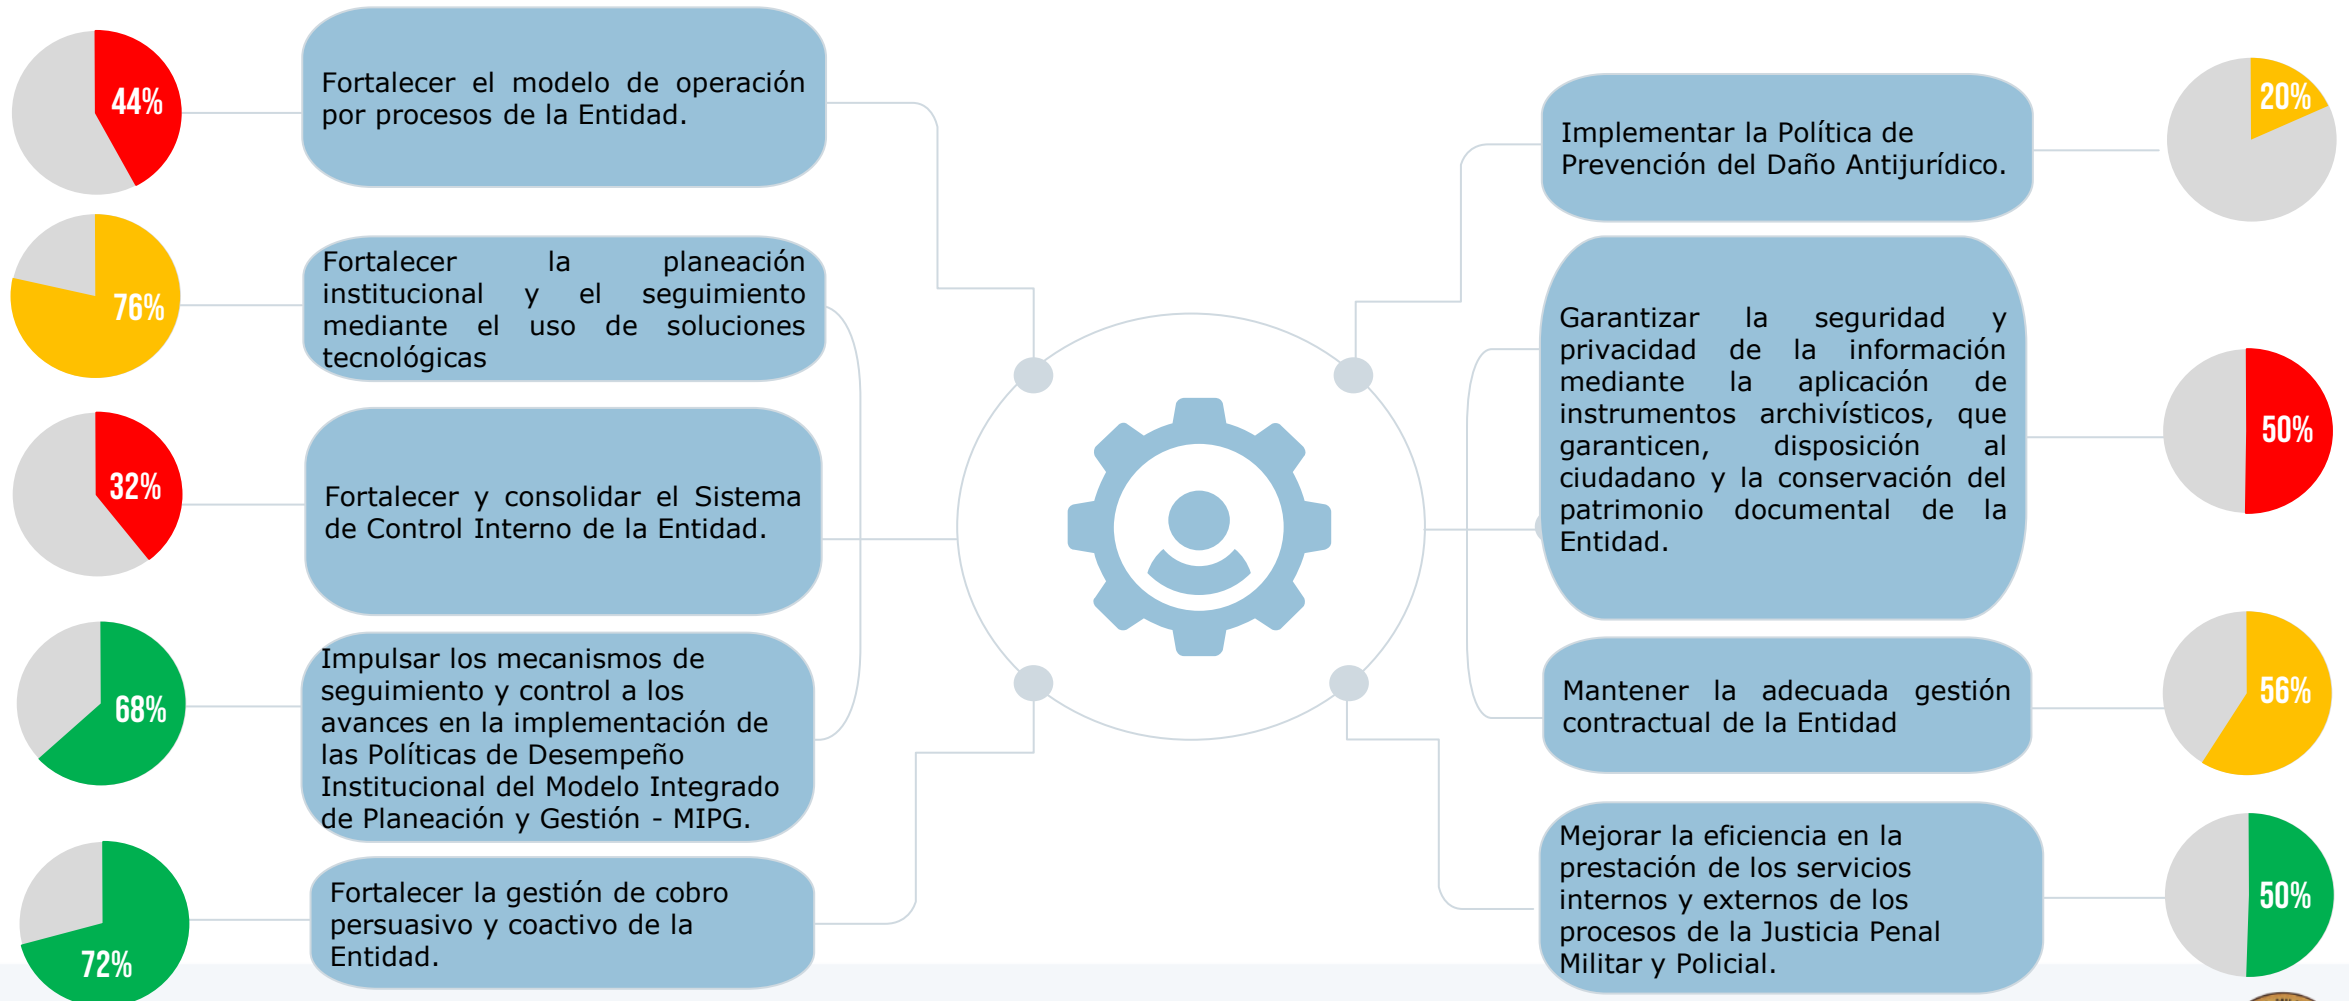 44%
Fortalecer el modelo de operación
por procesos de la Entidad.
76%
Fortalecer la planeación
institucional y el seguimiento
mediante el uso de soluciones
tecnológicas
32%
Fortalecer y consolidar el Sistema
de Control Interno de la Entidad.
68%
Impulsar los mecanismos de
seguimiento y control a los
avances en la implementación de
las Políticas de Desempeño
Institucional del Modelo Integrado
de Planeación y Gestión - MIPG.
72%
Fortalecer la gestión de cobro
persuasivo y coactivo de la
Entidad.
Implementar la Política de
Prevención del Daño Antijurídico.
20%
Garantizar la seguridad y
privacidad de la información
mediante la aplicación de
instrumentos archivísticos, que
garanticen, disposición al
ciudadano y la conservación del
patrimonio documental de la
Entidad.
50%
Mantener la adecuada gestión
contractual de la Entidad
56%
Mejorar la eficiencia en la
prestación de los servicios
internos y externos de los
procesos de la Justicia Penal
Militar y Policial.
50%